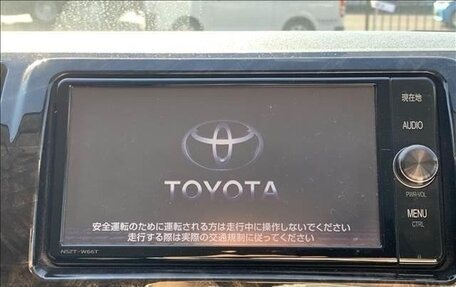 現在地
AUDIO
PWR·VOL
MENU
CTRL
TOYOTA
安全運転のために運転される方は走行中に操作しないでください
走行する際は実際の交通規制に従ってください
NSZT-W66T